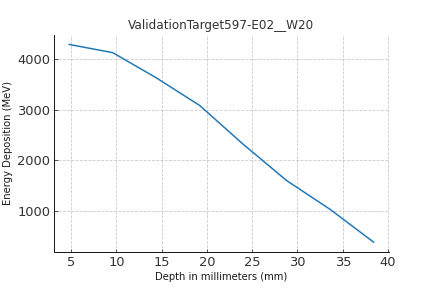 ValidationTarget597-E02__W20
Energy Deposition (MeV)
4000
3000
2000
1000
5 10 15 20 25 30 35 40
Depth in millimeters (mm)